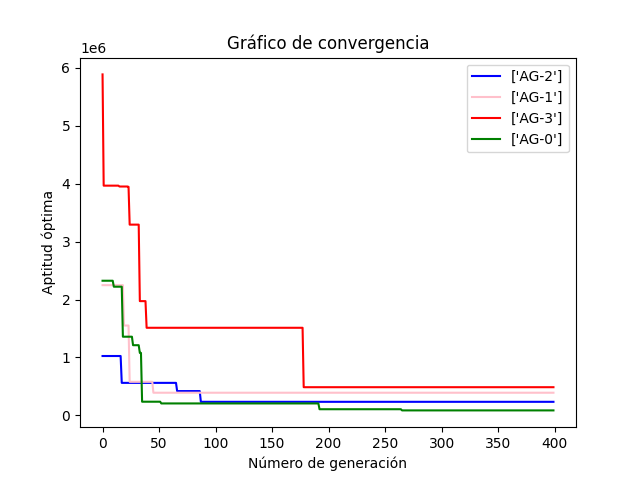 Gráfico de convergencia
1e6
6
5
4
3
2
1
0
Aptitud óptima
['AG-2']
['AG-1']
['AG-3']
['AG-0']
0
50
100
150
200
250
300
350
400
Número de generación